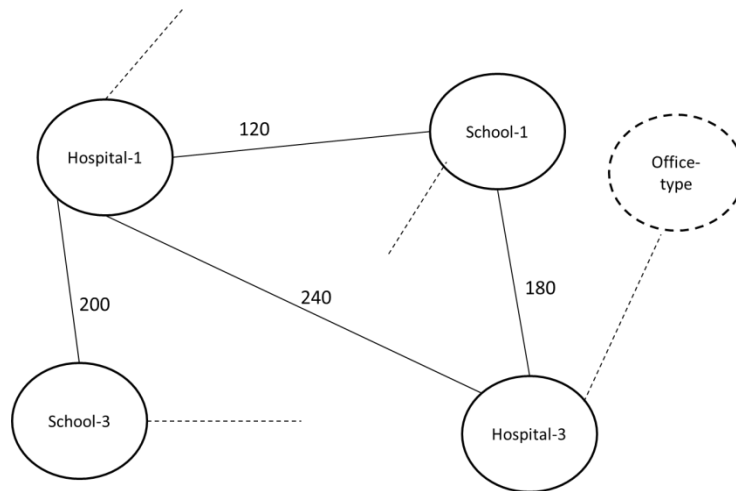 120
School-1
Hospital-1
Office-
type
200
240
180
School-3
Hospital-3